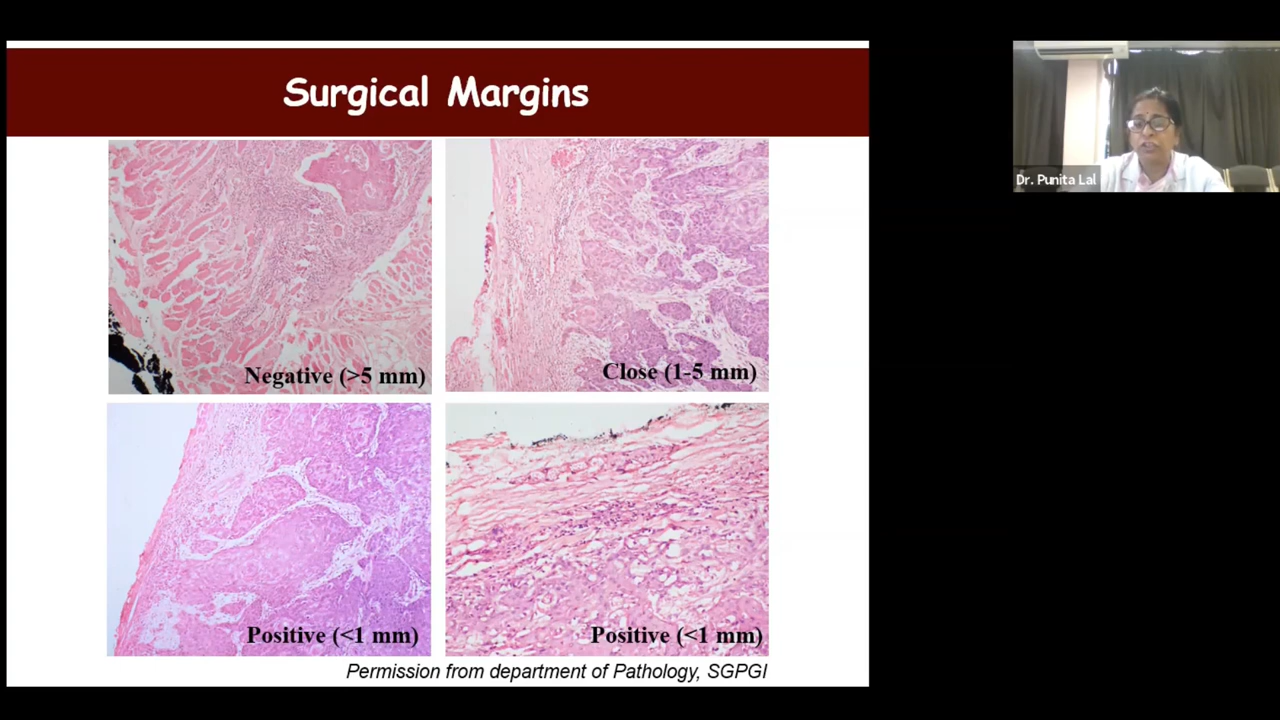 Surgical Margins
Negative (>5 mm)
Close (1-5 mm)
Positive (<1 mm)
Positive (<1 mm)
Permission from department of Pathology, SGPGI
Dr. Punita Lal